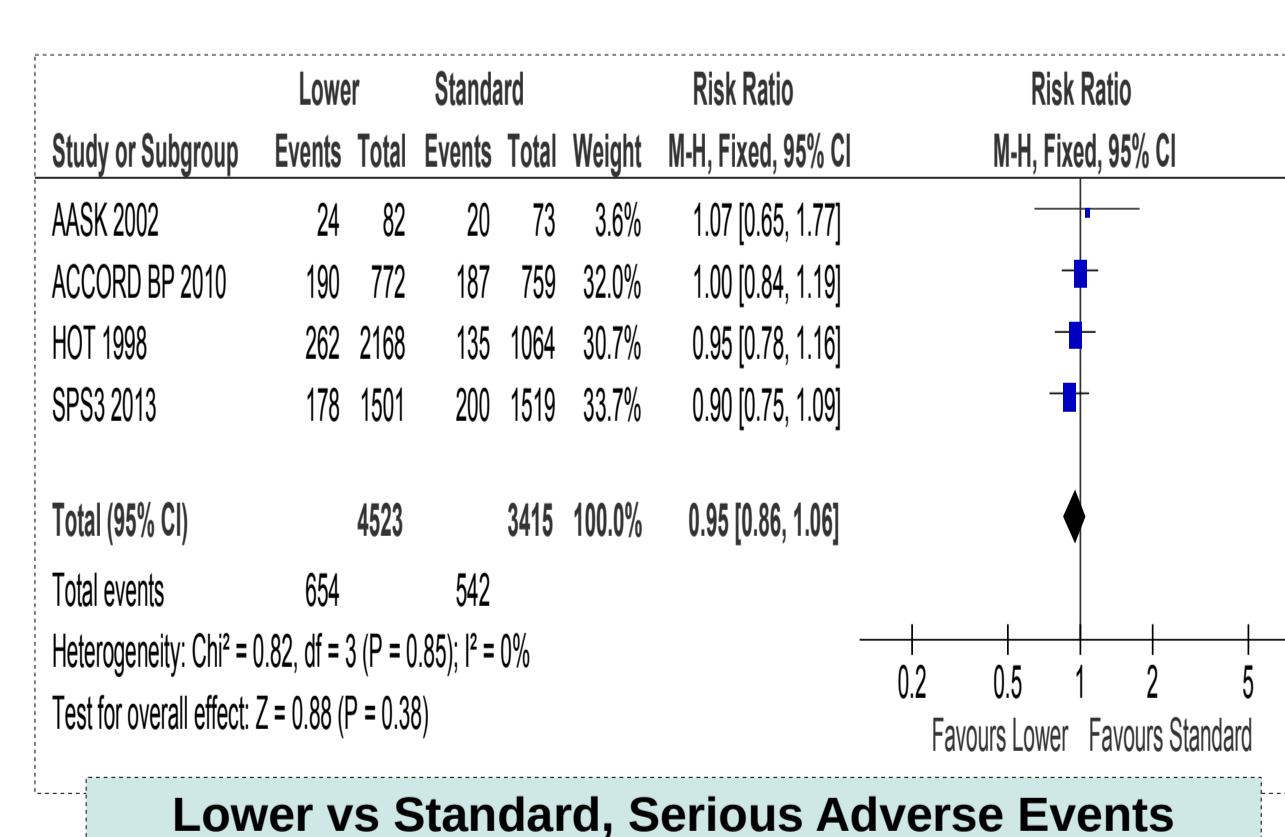 Lower Standard Risk Ratio Risk Ratio
Study or Subgroup Events Total Events Total Weight M-H, Fixed, 95% CI M-H, Fixed, 95% CI
AASK 2002 24 82 20 73 3.6% 1.07 [0.65, 1.77]
ACCORD BP 2010 190 772 187 759 32.0% 1.00 [0.84, 1.19]
HOT 1998 262 2168 135 1064 30.7% 0.95 [0.78, 1.16]
SPS3 2013 178 1501 200 1519 33.7% 0.90 [0.75, 1.09]
Total (95% CI) 4523 3415 100.0% 0.95 [0.86, 1.06]
Total events 654 542
Heterogeneity: Chi² = 0.82, df = 3 (P = 0.85); I² = 0%
Test for overall effect: Z = 0.88 (P = 0.38)
0.2 0.5 1 2 5
Favours Lower Favours Standard
Lower vs Standard, Serious Adverse Events